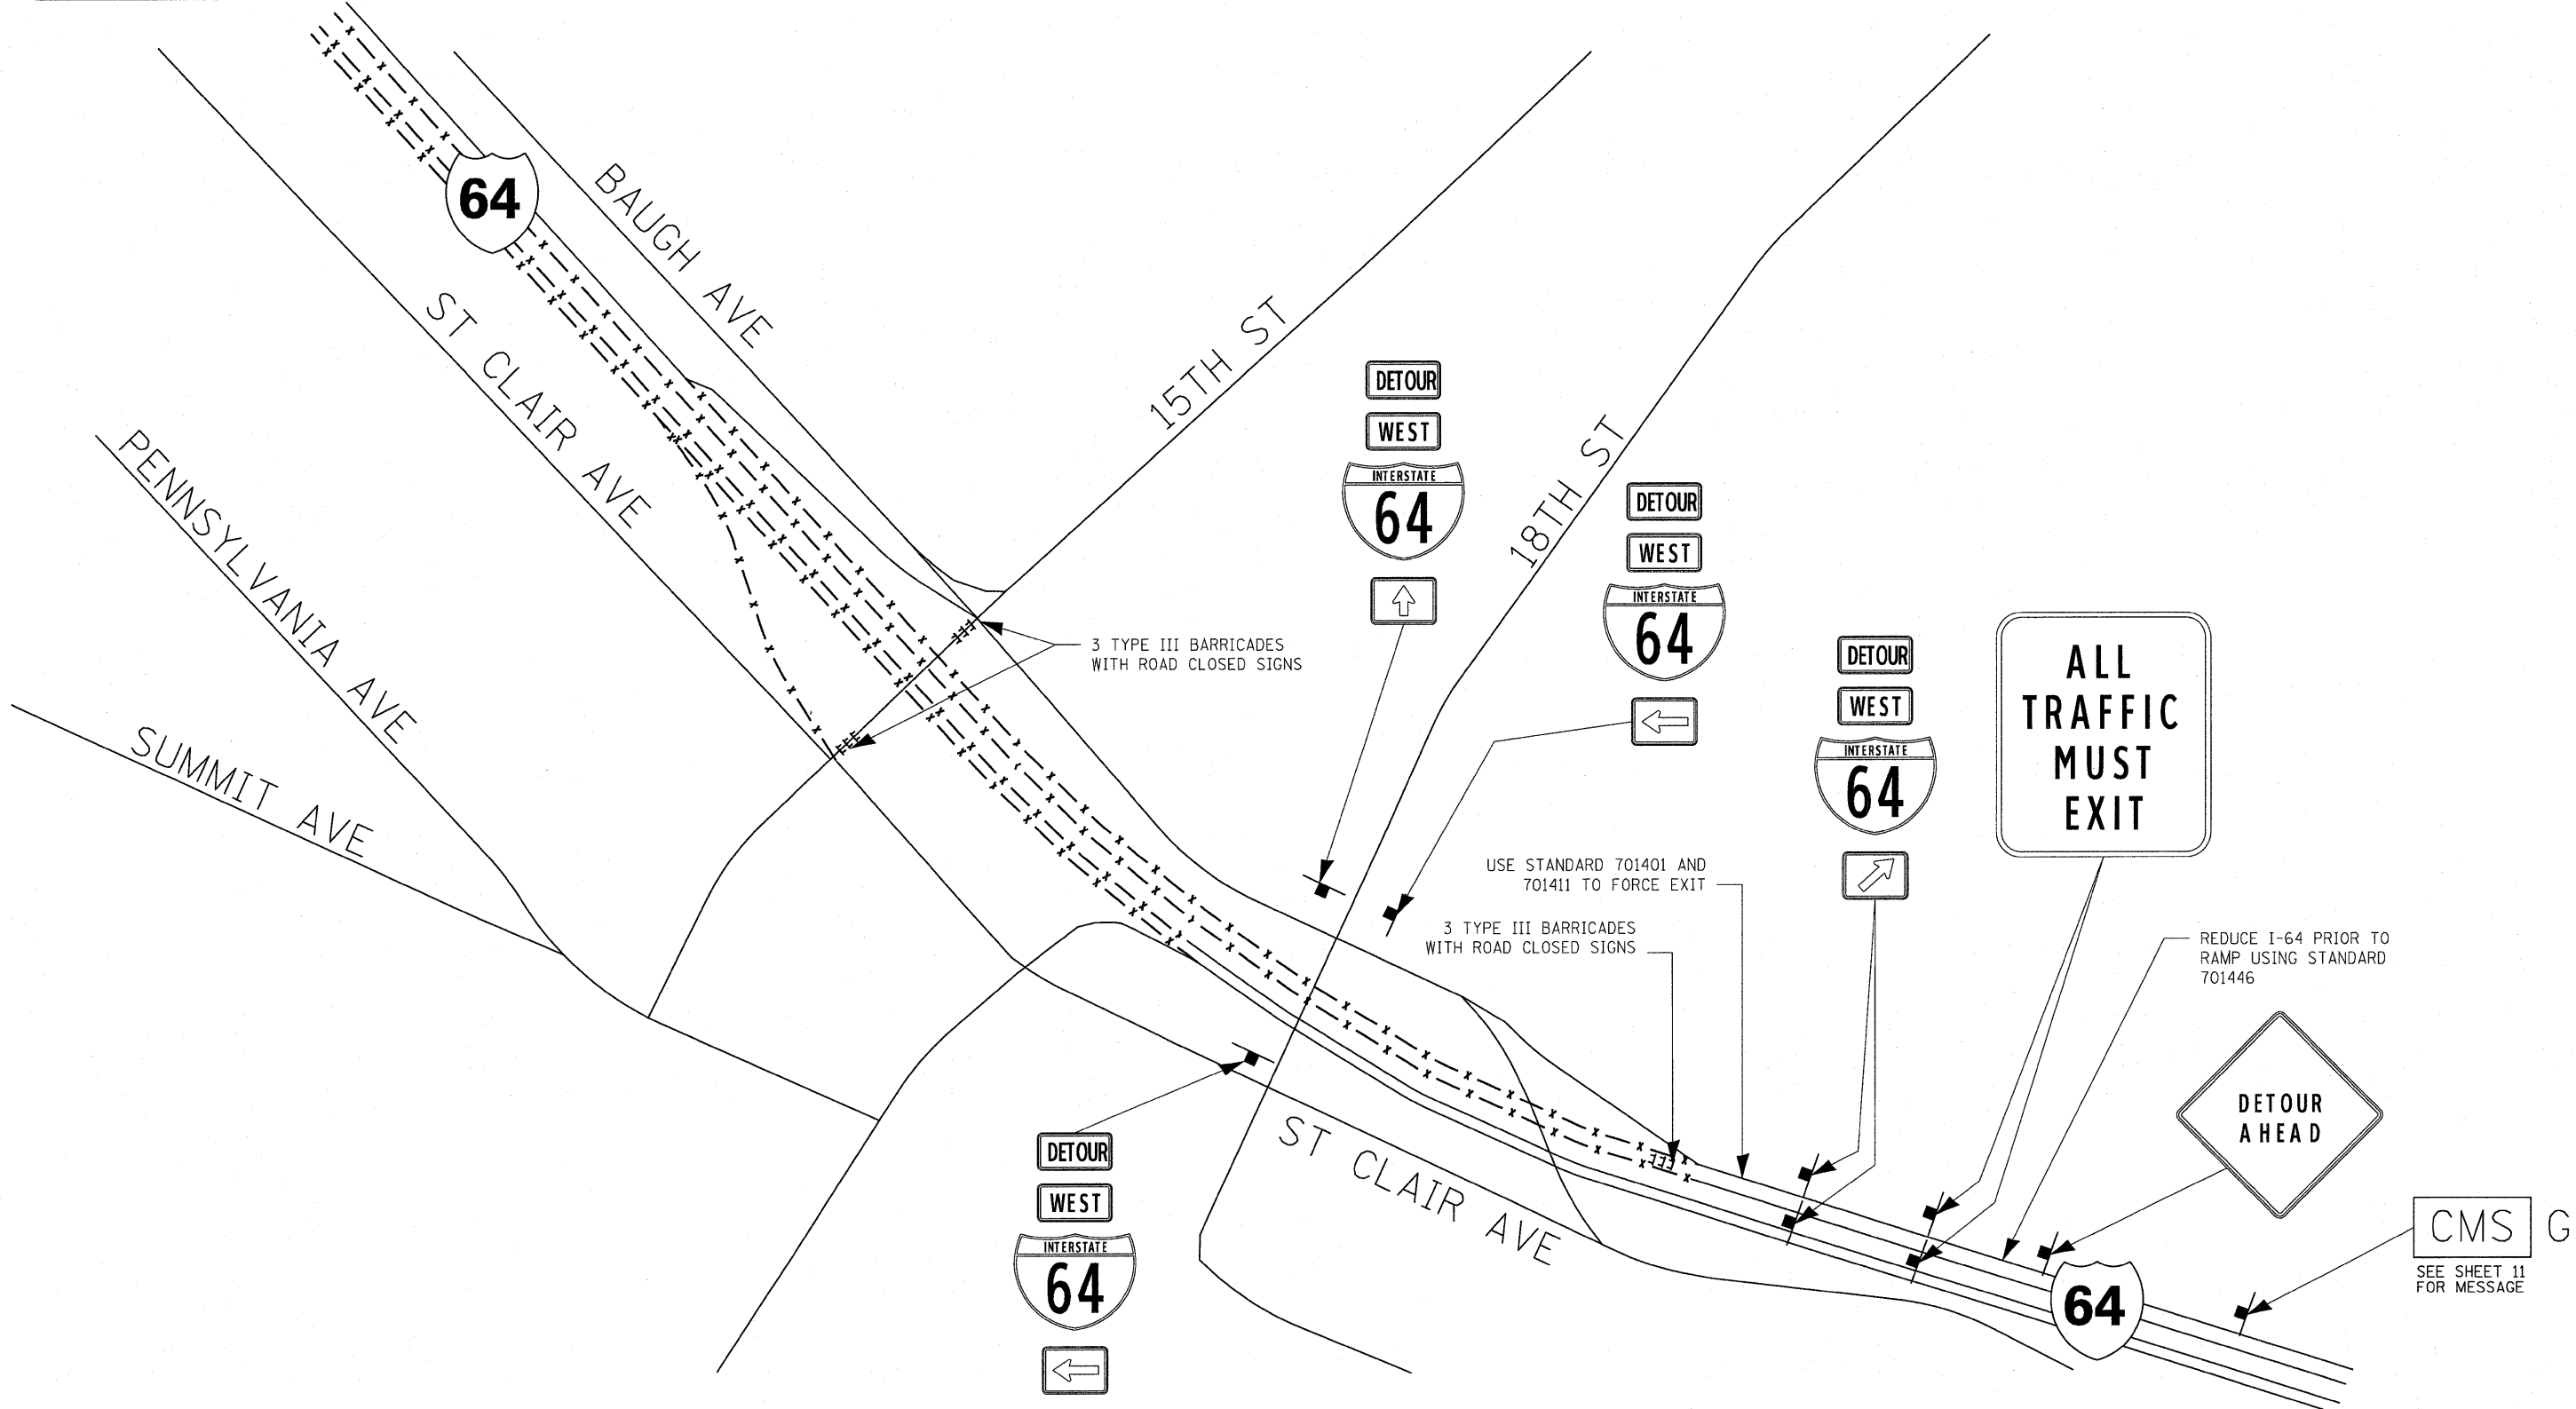 64
BAUGH AVE
ST CLAIR AVE
PENNSYLVANIA AVE
SUMMIT AVE
15TH ST
18TH ST
3 TYPE III BARRICADES
WITH ROAD CLOSED SIGNS
DETOUR
WEST
INTERSTATE
64
DETOUR
WEST
INTERSTATE
64
DETOUR
WEST
INTERSTATE
64
ALL
TRAFFIC
MUST
EXIT
USE STANDARD 701401 AND
701411 TO FORCE EXIT
3 TYPE III BARRICADES
WITH ROAD CLOSED SIGNS
REDUCE I-64 PRIOR TO
RAMP USING STANDARD
701446
DETOUR
AHEAD
DETOUR
WEST
INTERSTATE
64
ST CLAIR AVE
64
CMS G
SEE SHEET 11
FOR MESSAGE